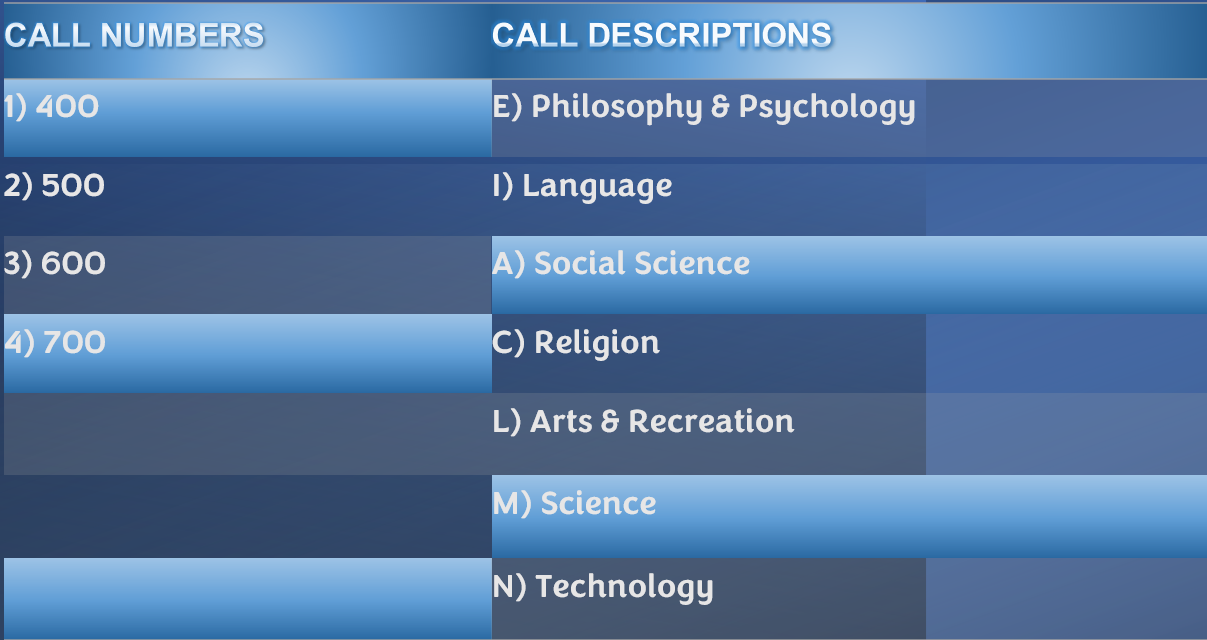 CALL NUMBERS CALL DESCRIPTIONS
1) 400 E) Philosophy & Psychology
2) 500 I) Language
3) 600 A) Social Science
4) 700 C) Religion
L) Arts & Recreation
M) Science
N) Technology